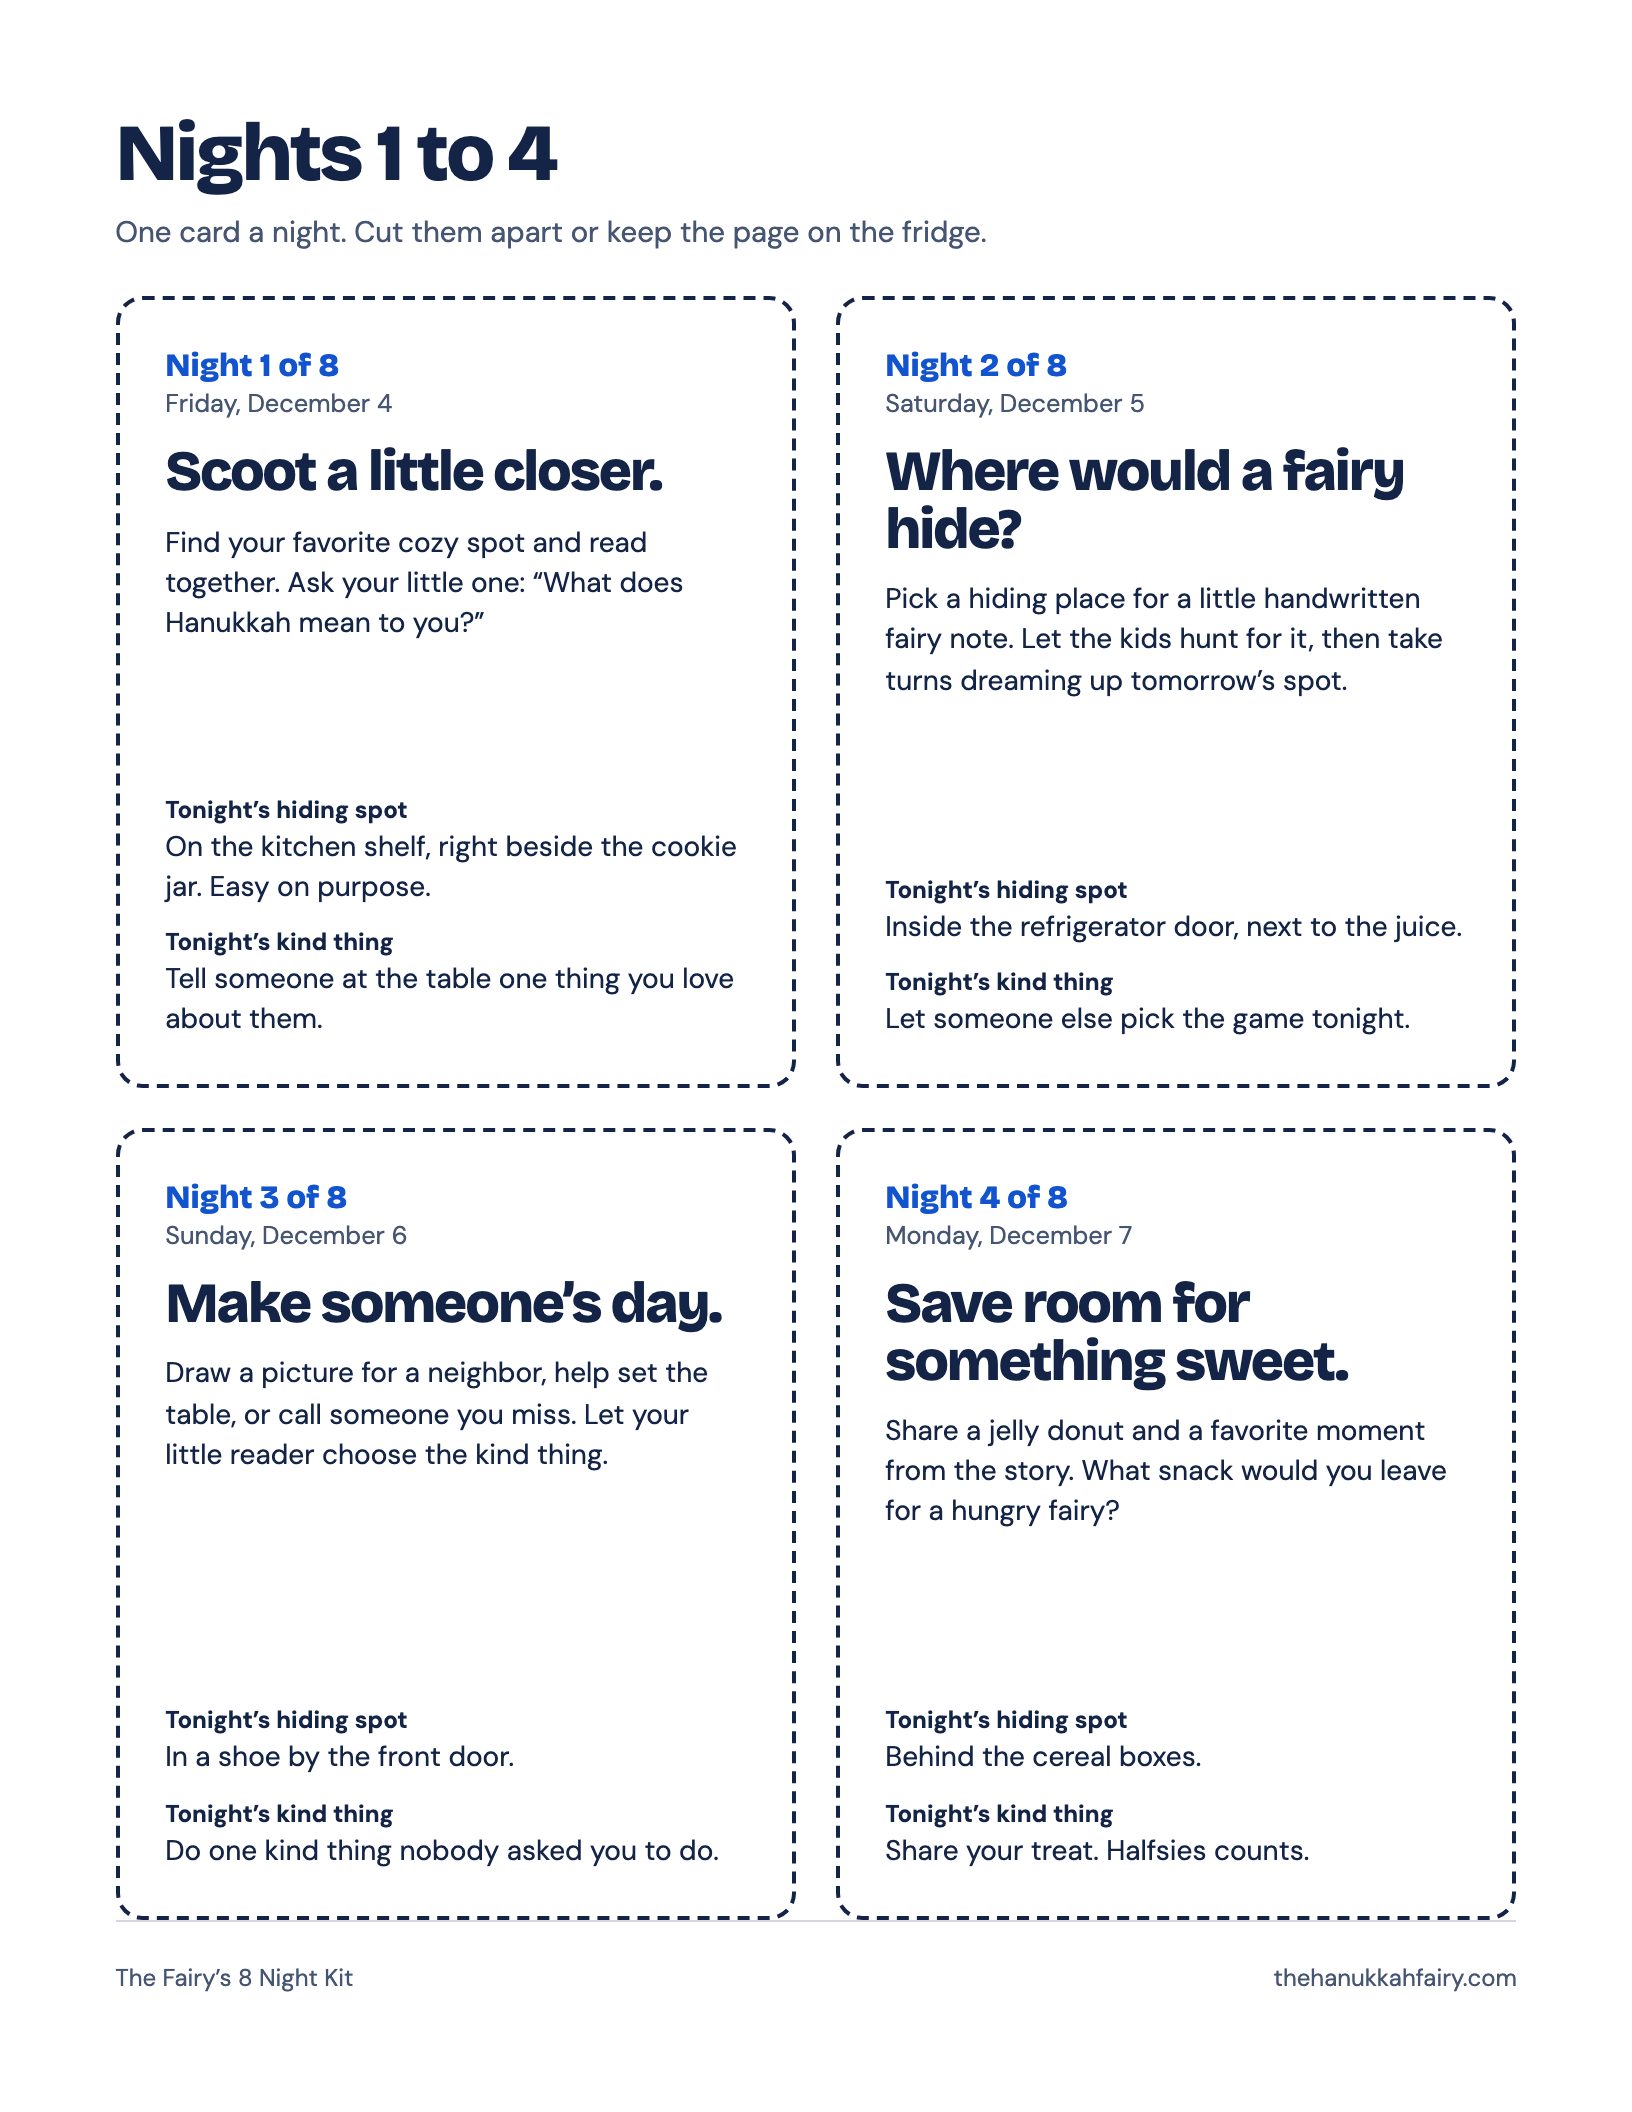 Nights 1 to 4
One card a night. Cut them apart or keep the page on the fridge.
Night 1 of 8
Friday, December 4
Scoot a little closer.
Find your favorite cozy spot and read
together. Ask your little one: “What does
Hanukkah mean to you?”
Tonight’s hiding spot
On the kitchen shelf, right beside the cookie
jar. Easy on purpose.
Tonight’s kind thing
Tell someone at the table one thing you love
about them.
Night 2 of 8
Saturday, December 5
Where would a fairy
hide?
Pick a hiding place for a little handwritten
fairy note. Let the kids hunt for it, then take
turns dreaming up tomorrow’s spot.
Tonight’s hiding spot
Inside the refrigerator door, next to the juice.
Tonight’s kind thing
Let someone else pick the game tonight.
Night 3 of 8
Sunday, December 6
Make someone’s day.
Draw a picture for a neighbor, help set the
table, or call someone you miss. Let your
little reader choose the kind thing.
Tonight’s hiding spot
In a shoe by the front door.
Tonight’s kind thing
Do one kind thing nobody asked you to do.
Night 4 of 8
Monday, December 7
Save room for
something sweet.
Share a jelly donut and a favorite moment
from the story. What snack would you leave
for a hungry fairy?
Tonight’s hiding spot
Behind the cereal boxes.
Tonight’s kind thing
Share your treat. Halfsies counts.
The Fairy’s 8 Night Kit
thehanukkahfairy.com